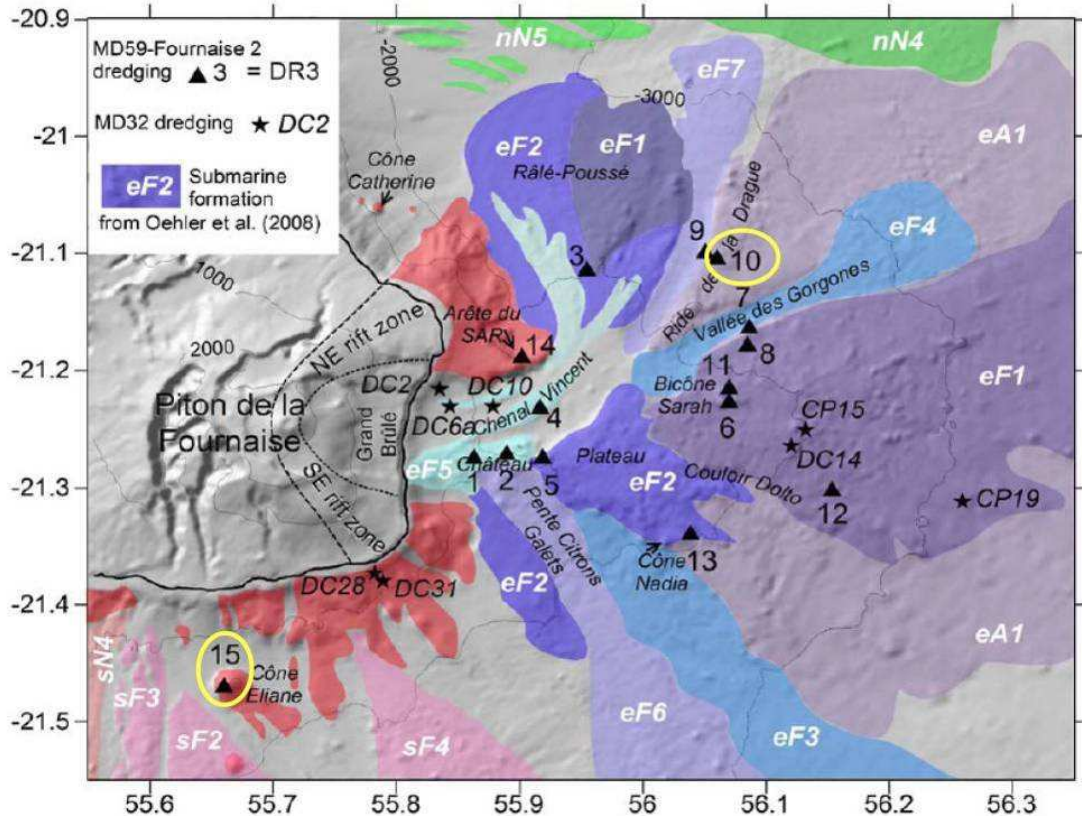 MD59-Fournaise 2
dredging ▲ 3 = DR3
MD32 dredging ★ DC2
eF2 Submarine
formation
from Oehler et al. (2008)
-20.9
-21
-21.1
-21.2
-21.3
-21.4
-21.5
55.6
55.7
55.8
55.9
56
56.1
56.2
56.3
-2000
nN5
nN4
eF7
-3000
eF2
eF1
Râlé-Poussé
eA1
Cône
Catherine
Ride de la Drague
9
10
3
eF4
7
Vallée des Gorgones
1000
Arête du
SAR
14
8
NE rift zone
2000
11
eF1
DC2
DC10
Bicône
Sarah
6
Piton de la
Fournaise
Grand
Brûlé
DC6a
Chenal Vincent
4
CP15
DC14
eF5
Château
Plateau
1
2
5
eF2
Couloir Dolto
12
CP19
SE rift zone
Pente Citrons
Galets
13
Cône
Nadia
DC28
DC31
eF2
eA1
15
Cône
Eliane
sN4
sF3
sF2
sF4
eF6
eF3